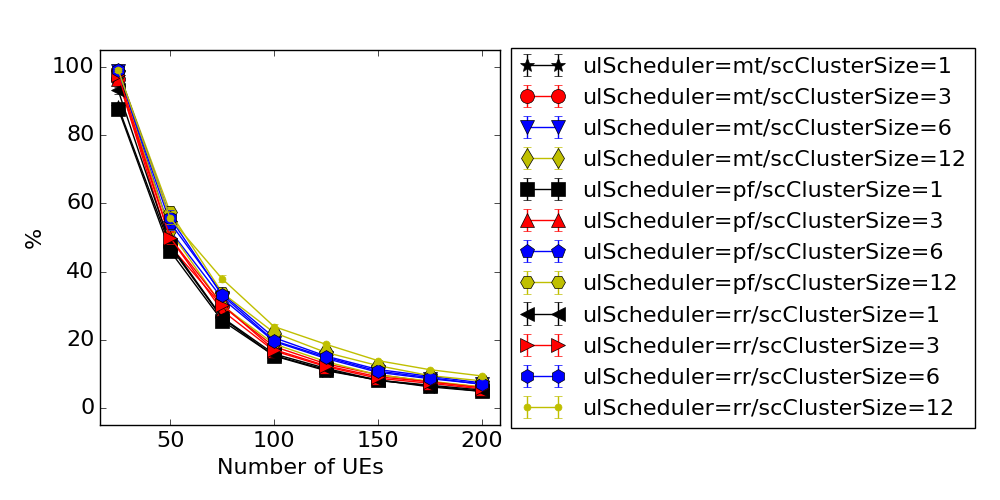 100
80
60
40
20
0
%
50
100
150
200
Number of UEs
ulScheduler=mt/scClusterSize=1
ulScheduler=mt/scClusterSize=3
ulScheduler=mt/scClusterSize=6
ulScheduler=mt/scClusterSize=12
ulScheduler=pf/scClusterSize=1
ulScheduler=pf/scClusterSize=3
ulScheduler=pf/scClusterSize=6
ulScheduler=pf/scClusterSize=12
ulScheduler=rr/scClusterSize=1
ulScheduler=rr/scClusterSize=3
ulScheduler=rr/scClusterSize=6
ulScheduler=rr/scClusterSize=12